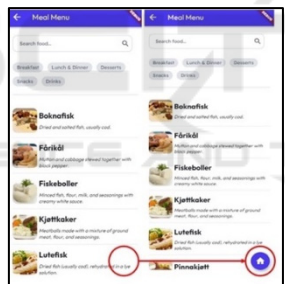 Meal Menu
Search food...
Breakfast Lunch & Dinner Desserts
Snacks Drinks
Boknafisk
Dried and salted fish, usually cod.
Fårikål
Mutton and cabbage stewed together with
black pepper.
Fiskeboller
Minced fish, flour, milk, and seasonings with
creamy white sauce.
Kjøttkaker
Meatballs made with a mixture of ground
meat, flour, and seasonings.
Lutefisk
Dried fish (usually cod), rehydrated in a lye
solution.
Meal Menu
Search food...
Breakfast Lunch & Dinner Desserts
Snacks Drinks
Boknafisk
Dried and salted fish, usually cod.
Fårikål
Mutton and cabbage stewed together with
black pepper.
Fiskeboller
Minced fish, flour, milk, and seasonings with
creamy white sauce.
Kjøttkaker
Meatballs made with a mixture of ground
meat, flour, and seasonings.
Lutefisk
Dried fish (usually cod), rehydrated in a lye
solution.
Pinnekjøtt